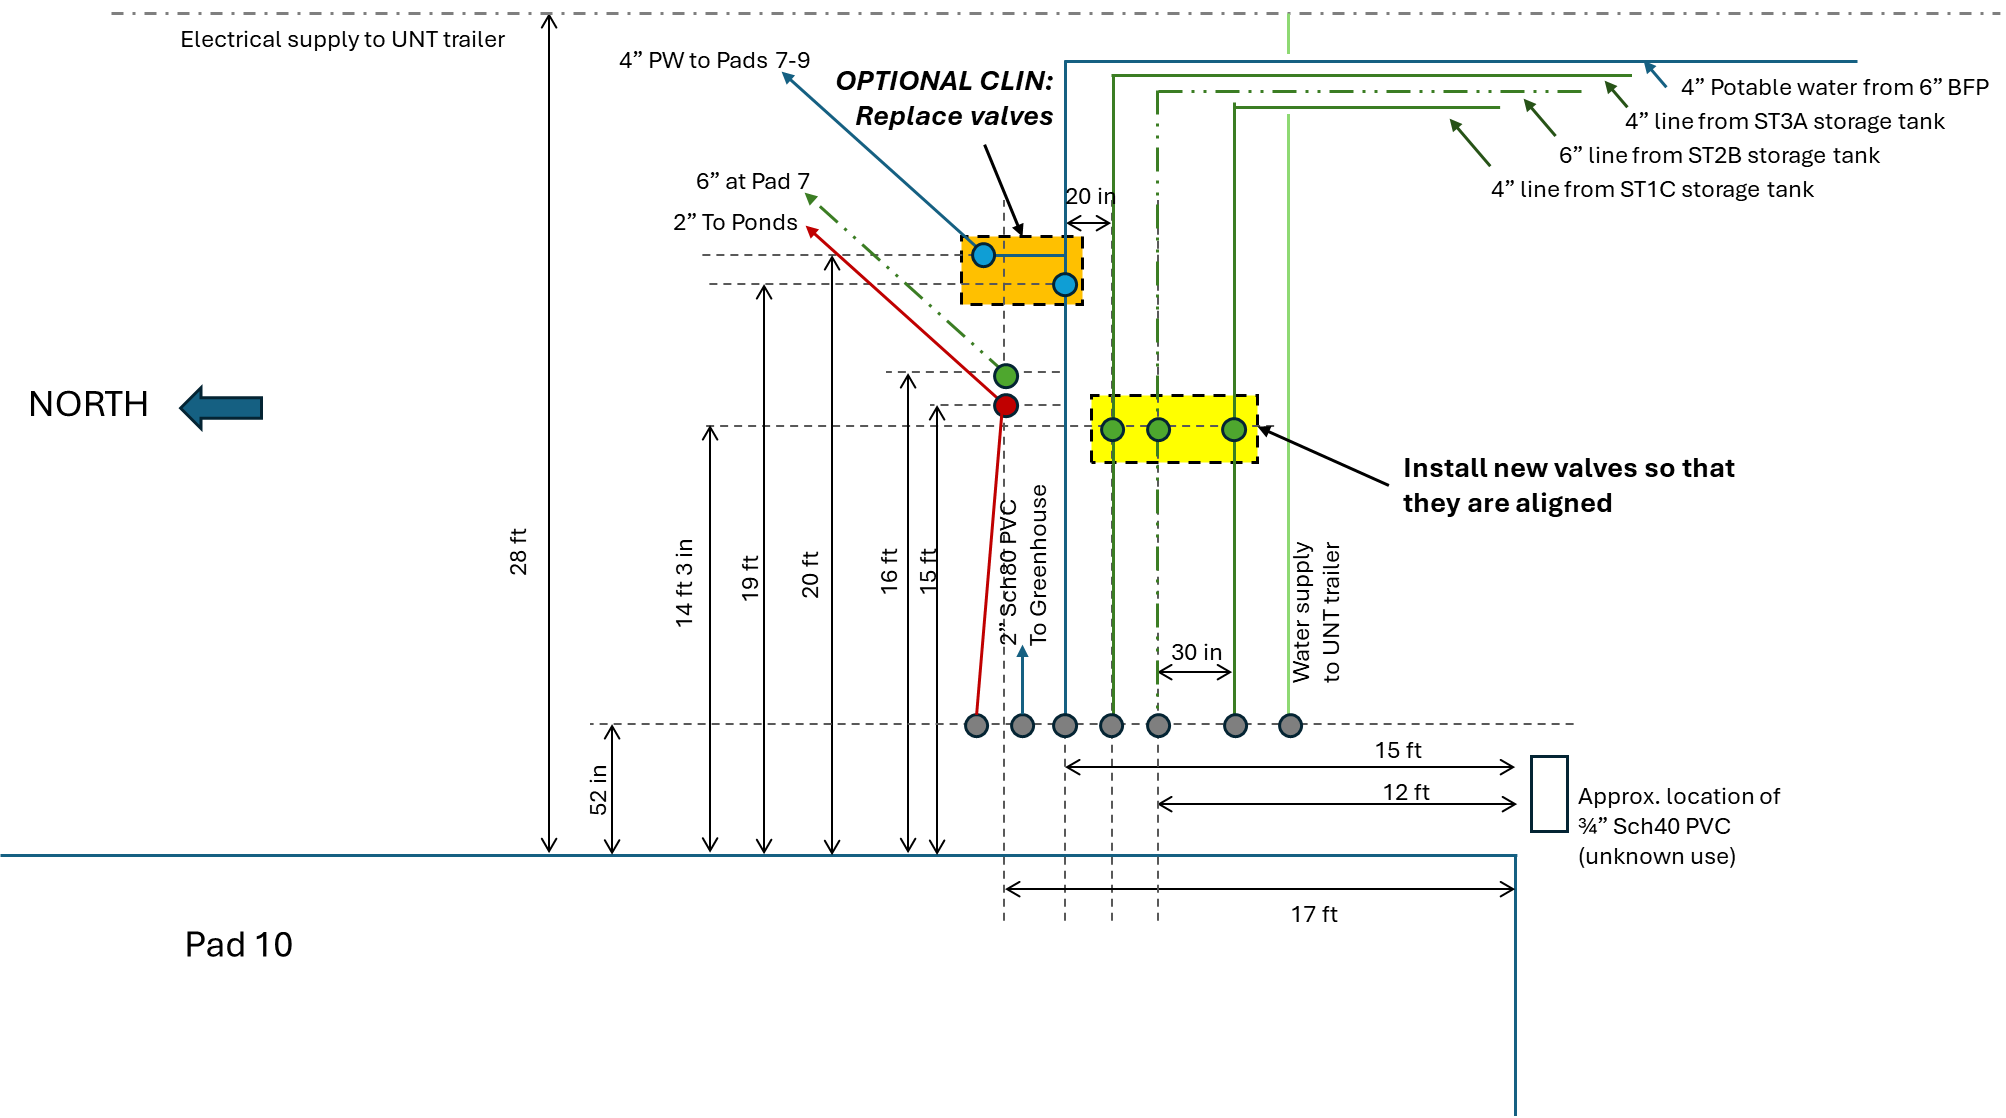 Electrical supply to UNT trailer
4” PW to Pads 7-9
OPTIONAL CLIN:
Replace valves
4” Potable water from 6” BFP
4” line from ST3A storage tank
6” line from ST2B storage tank
4” line from ST1C storage tank
6” at Pad 7
2” To Ponds
20 in
NORTH
Install new valves so that
they are aligned
28 ft
14 ft 3 in
19 ft
20 ft
16 ft
15 ft
2” Sch80 PVC
To Greenhouse
30 in
Water supply
to UNT trailer
52 in
15 ft
12 ft
Approx. location of
¾” Sch40 PVC
(unknown use)
17 ft
Pad 10